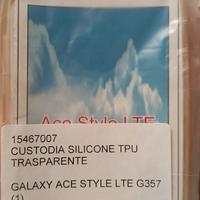 Ace Style LTE
15467007
CUSTODIA SILICONE TPU
TRASPARENTE
GALAXY ACE STYLE LTE G357
(1)